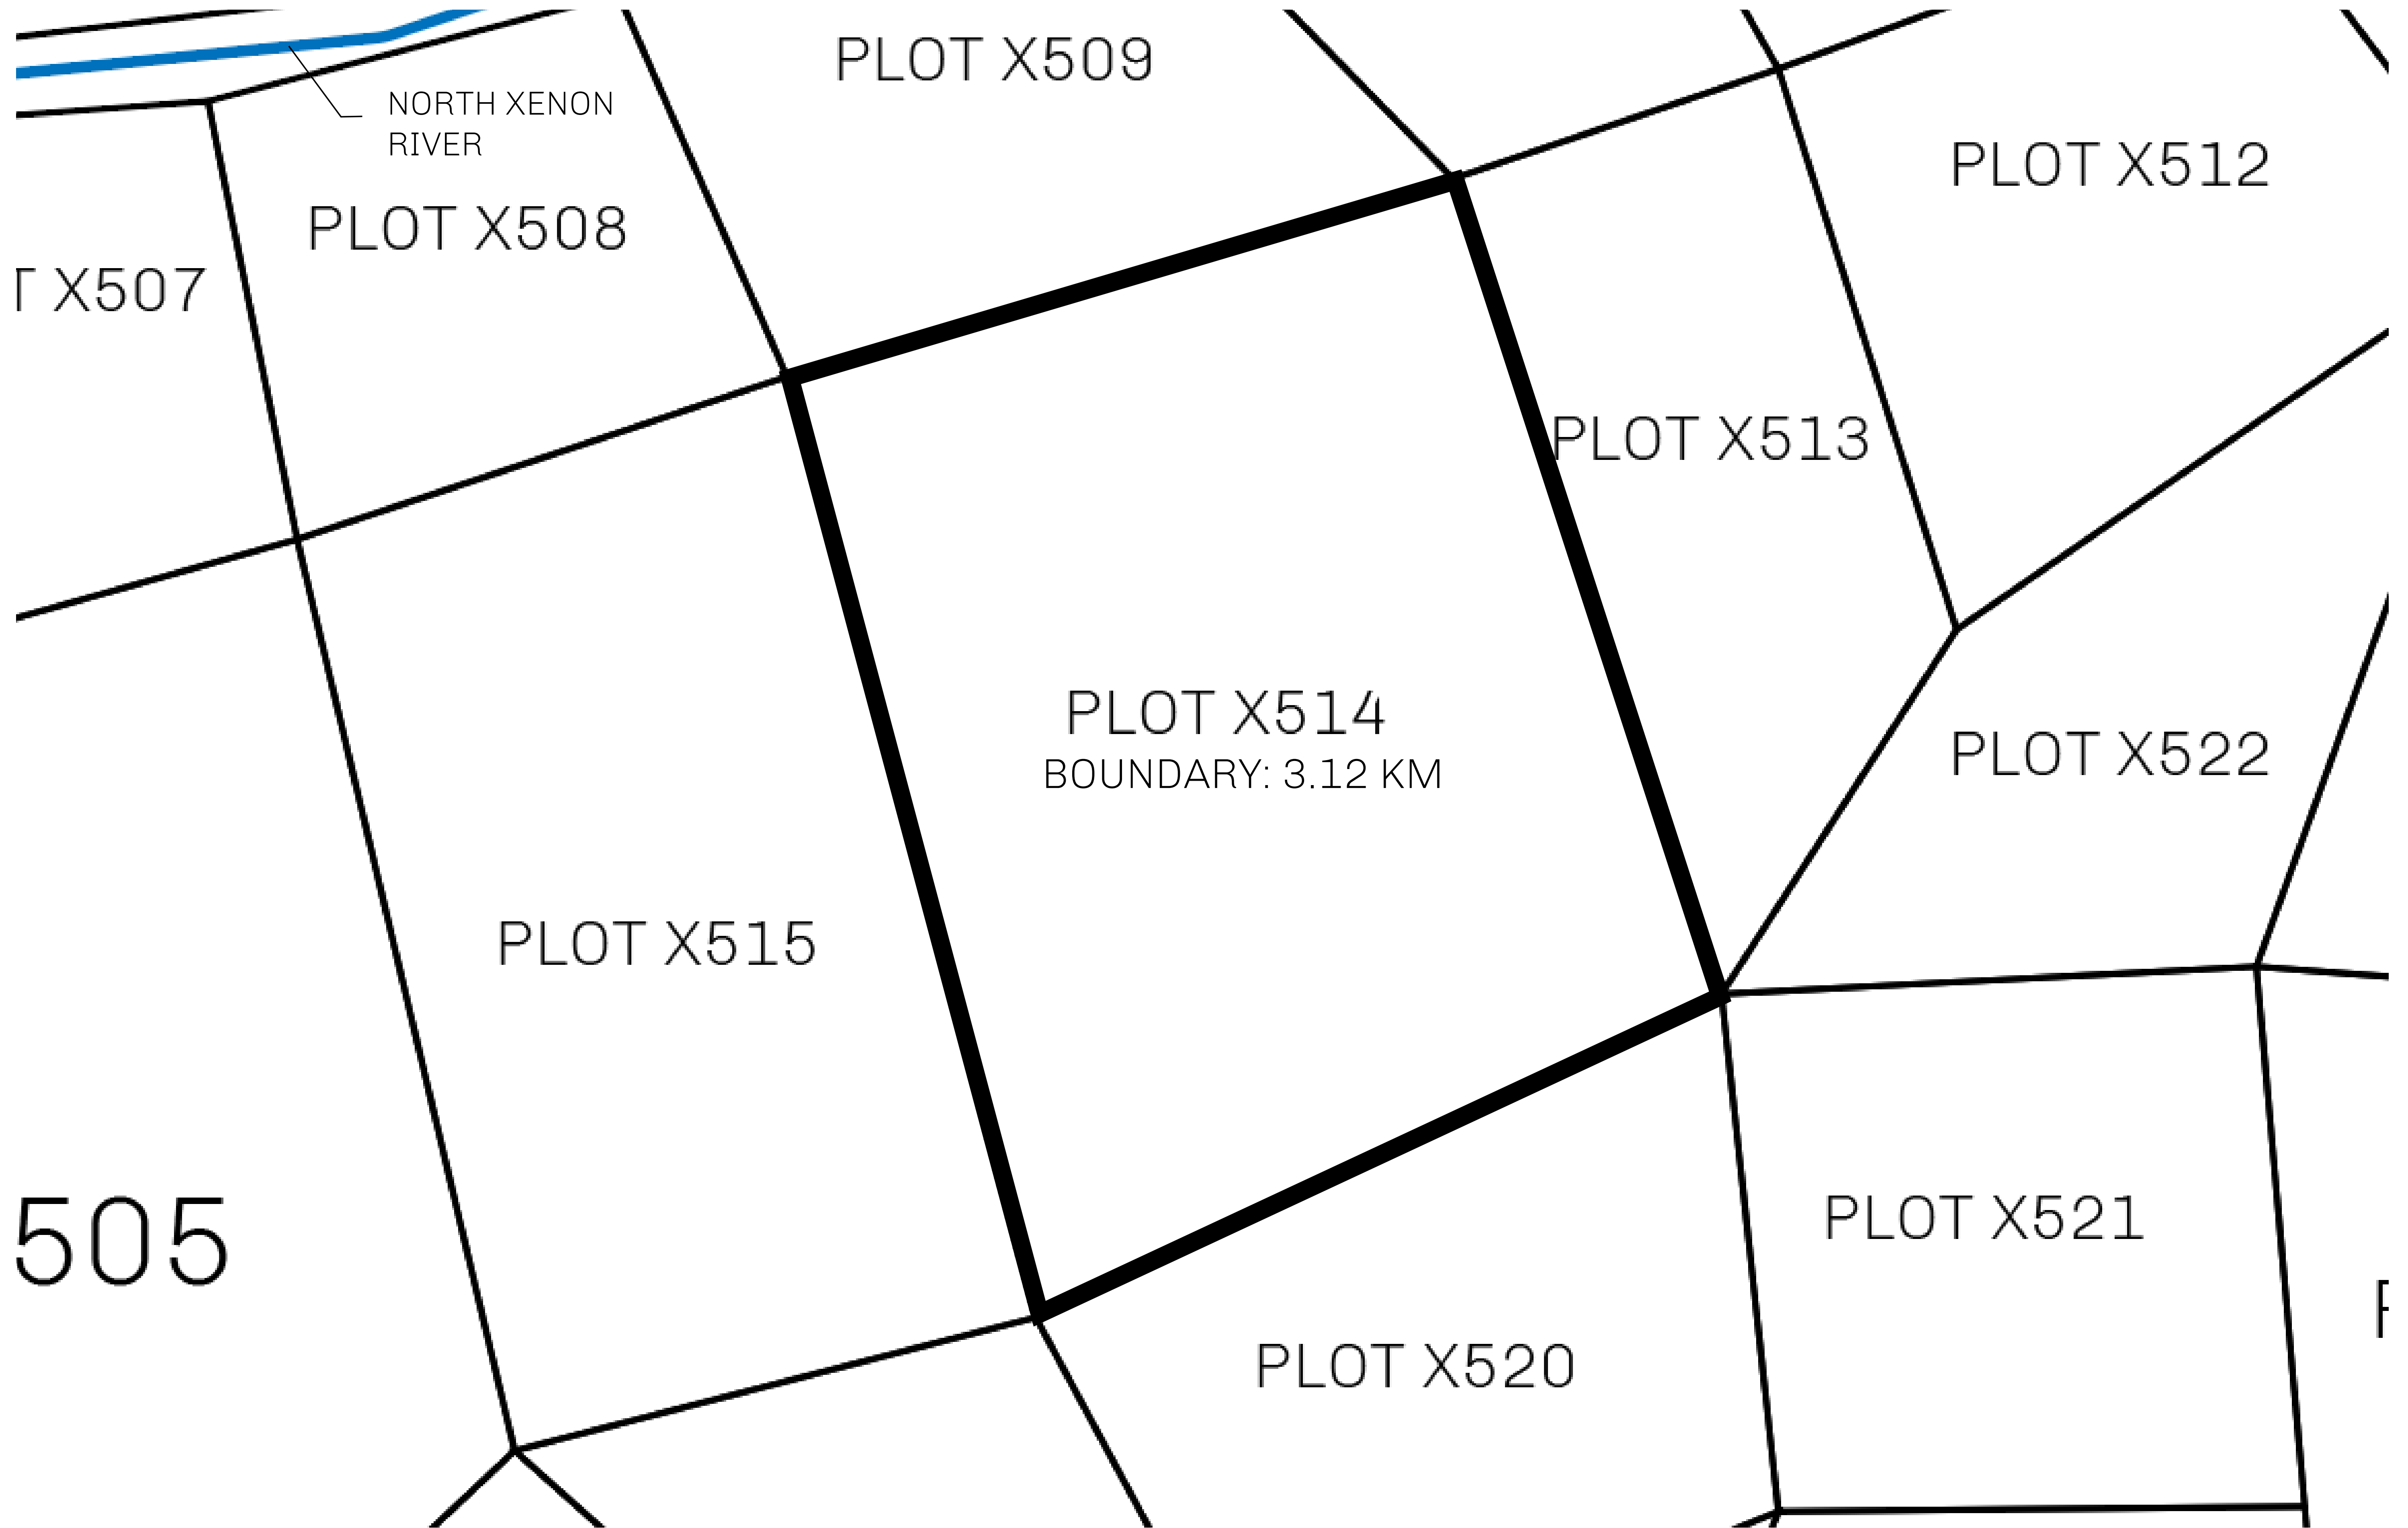 PLOT X509
NORTH XENON
RIVER
PLOT X512
PLOT X508
X507
PLOT X513
PLOT X514
BOUNDARY: 3.12 KM
PLOT X522
PLOT X515
505
PLOT X521
PLOT X520